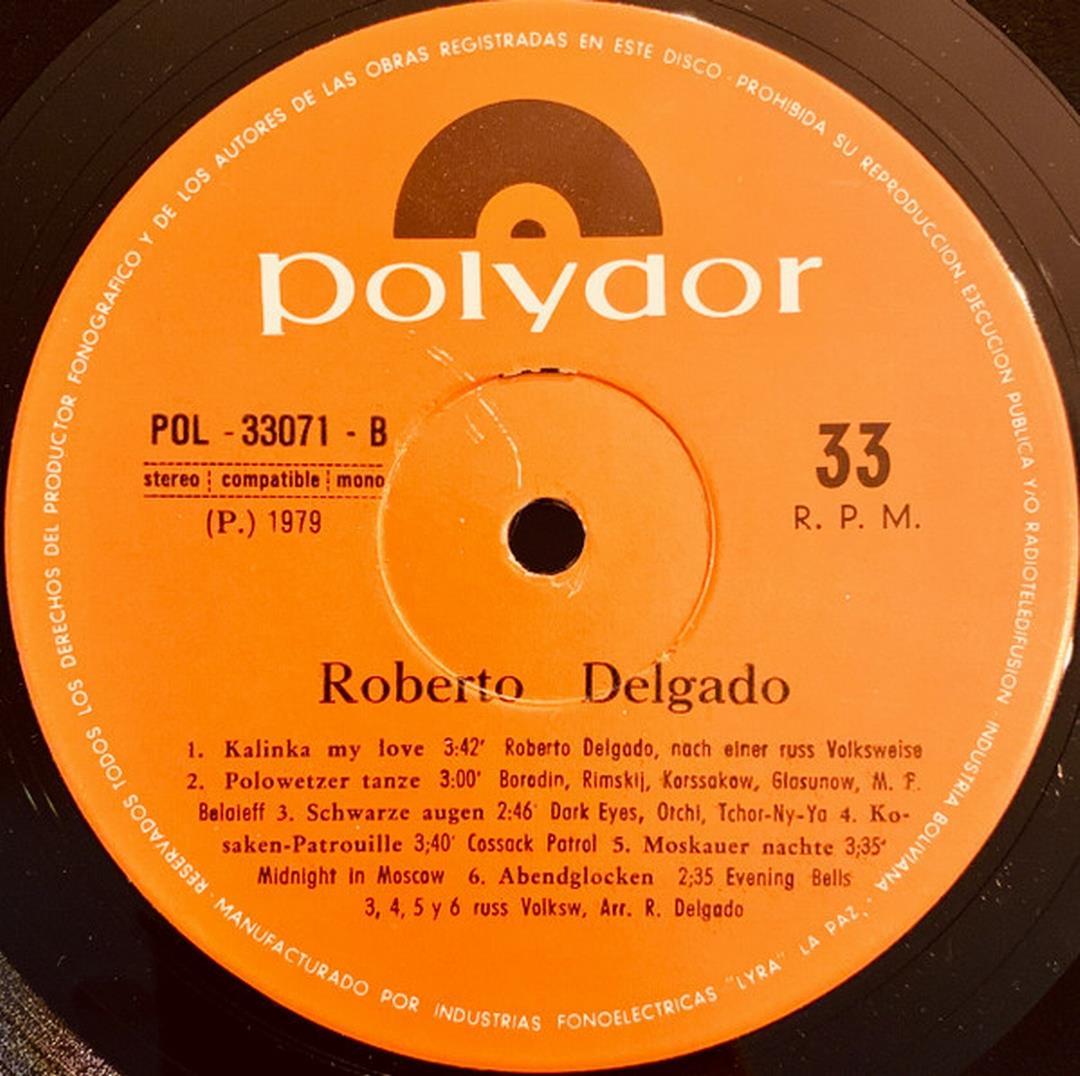 RESERVADOS TODOS LOS DERECHOS DEL PRODUCTOR FONOGRAFICO Y DE LOS AUTORES DE LAS OBRAS REGISTRADAS EN ESTE DISCO · PROHIBIDA SU REPRODUCCION, EJECUCION PUBLICA Y/O RADIOTELEDIFUSION · INDUSTRIA BOLIVIANA ·
polydor
POL - 33071 - B
stereo compatible mono
(P.) 1979
33
R. P. M.
Roberto Delgado
1. Kalinka my love 3:42' Roberto Delgado, nach einer russ Volksweise
2. Polowetzer tanze 3:00' Borodin, Rimskij, Korssakow, Glasunow, M. P.
Belaieff 3. Schwarze augen 2:46' Dark Eyes, Otchi, Tchor-Ny-Ya 4. Ko-
saken-Patrouille 3;40' Cossack Patrol 5. Moskauer nachte 3;35'
Midnight in Moscow 6. Abendglocken 2;35 Evening Bells
3, 4, 5 y 6 russ Volksw, Arr. R. Delgado
MANUFACTURADO POR INDUSTRIAS FONOELECTRICAS "LYRA" LA PAZ,